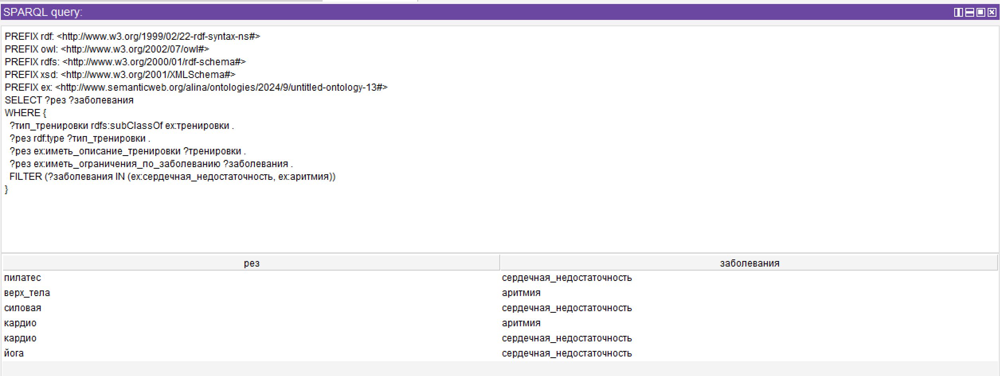 SPARQL query:
PREFIX rdf: <http://www.w3.org/1999/02/22-rdf-syntax-ns#>
PREFIX owl: <http://www.w3.org/2002/07/owl#>
PREFIX rdfs: <http://www.w3.org/2000/01/rdf-schema#>
PREFIX xsd: <http://www.w3.org/2001/XMLSchema#>
PREFIX ex: <http://www.semanticweb.org/alina/ontologies/2024/9/untitled-ontology-13#>
SELECT ?рез ?заболевания
WHERE {
?тип_тренировки rdfs:subClassOf ex:тренировки .
?рез rdf:type ?тип_тренировки .
?рез ex:иметь_описание_тренировки ?тренировки .
?рез ex:иметь_ограничения_по_заболеванию ?заболевания .
FILTER (?заболевания IN (ex:сердечная_недостаточность, ex:аритмия))
}
рез заболевания
пилатес сердечная_недостаточность
верх_тела аритмия
силовая сердечная_недостаточность
кардио аритмия
кардио сердечная_недостаточность
йога сердечная_недостаточность